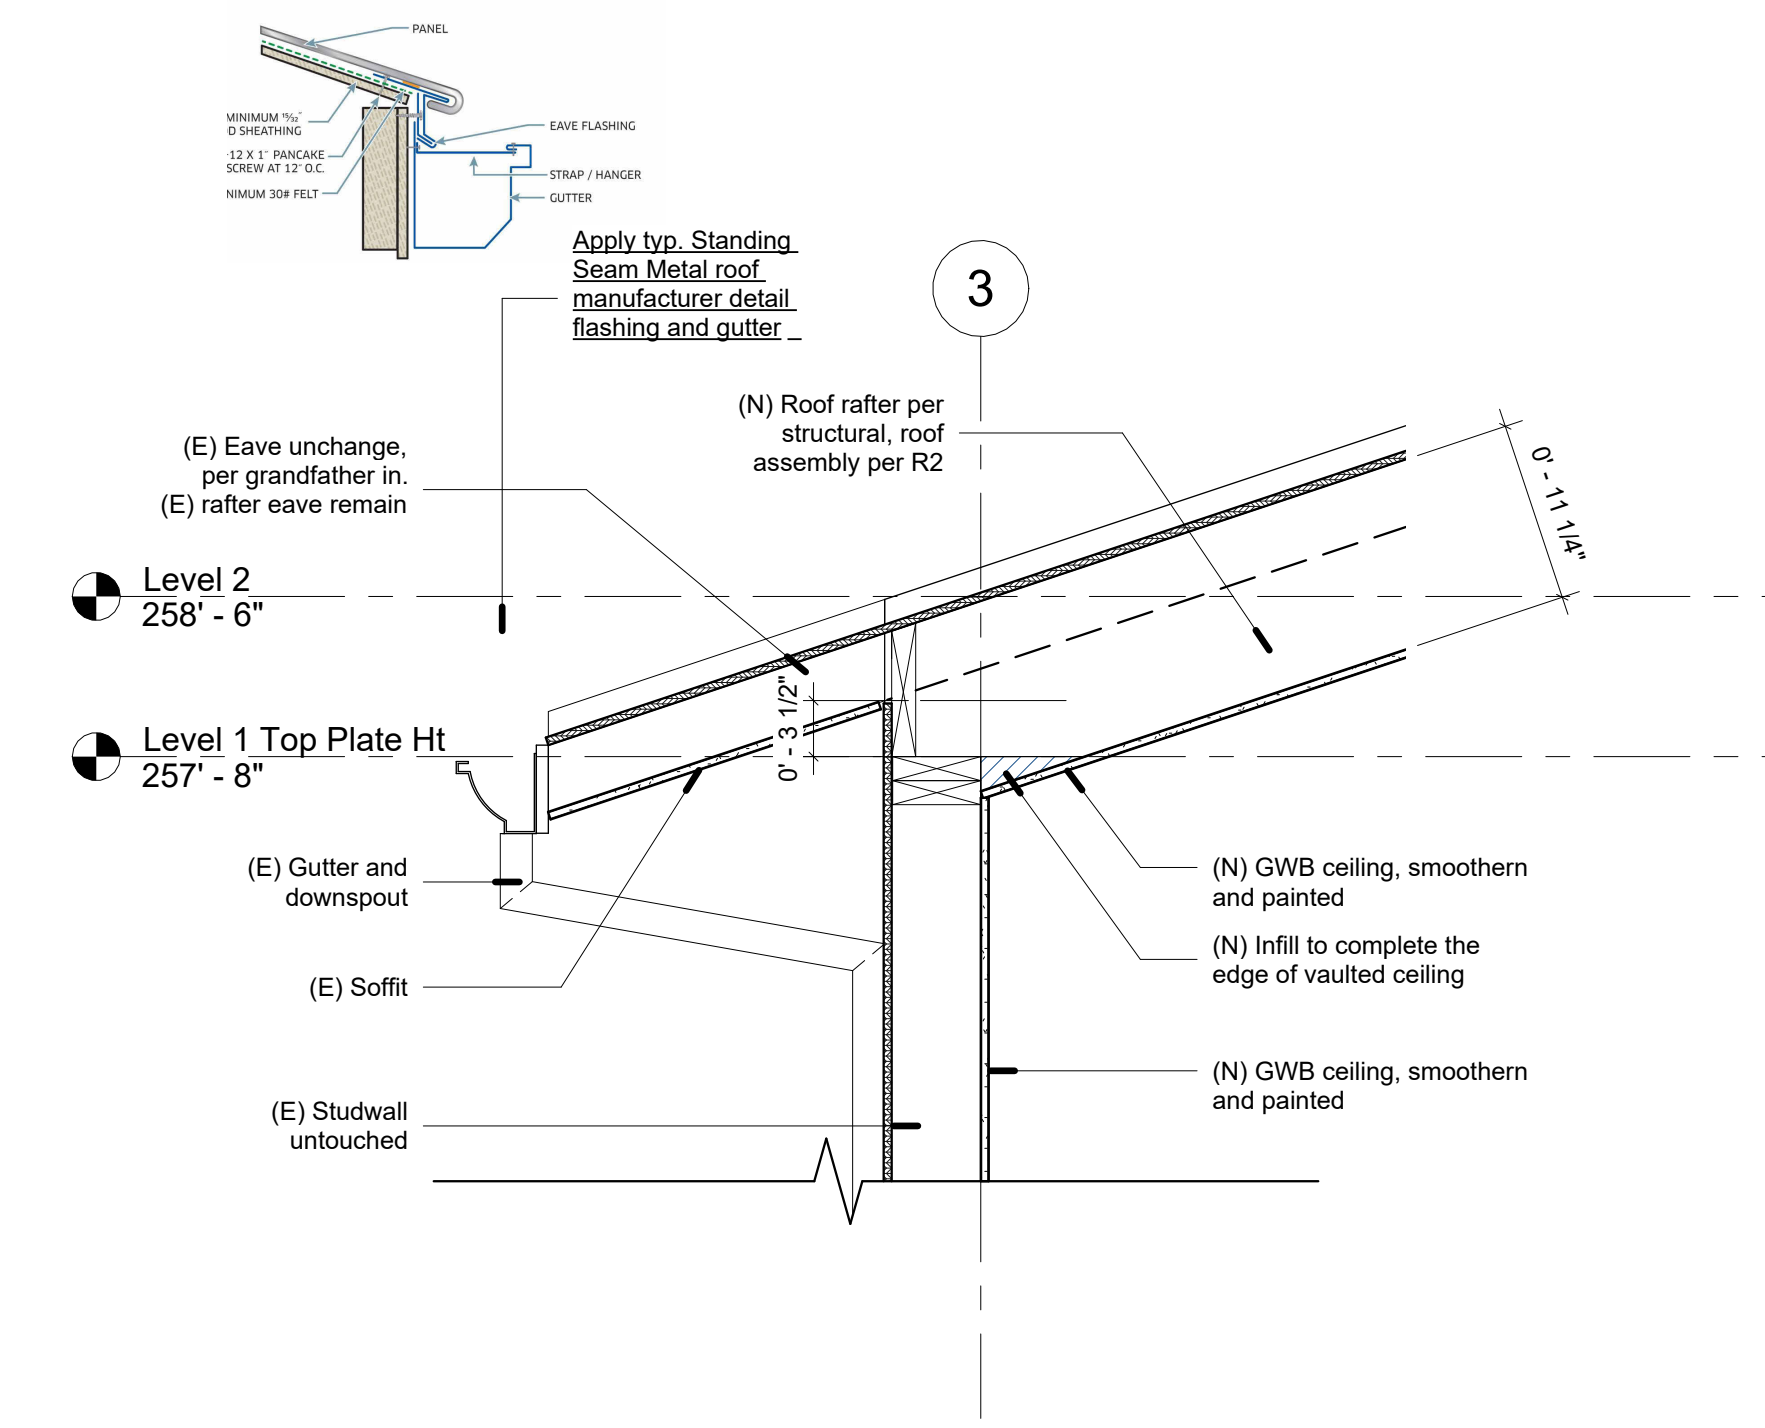 PANEL
MINIMUM 15/32"
D SHEATHING
-12 X 1" PANCAKE
SCREW AT 12" O.C.
NIMUM 30# FELT
EAVE FLASHING
STRAP / HANGER
GUTTER
Apply typ. Standing
Seam Metal roof
manufacturer detail
flashing and gutter
3
(N) Roof rafter per
structural, roof
assembly per R2
(E) Eave unchange,
per grandfather in.
(E) rafter eave remain
0' - 11 1/4"
Level 2
258' - 6"
0' - 3 1/2"
Level 1 Top Plate Ht
257' - 8"
(E) Gutter and
downspout
(E) Soffit
(E) Studwall
untouched
(N) GWB ceiling, smoothern
and painted
(N) Infill to complete the
edge of vaulted ceiling
(N) GWB ceiling, smoothern
and painted